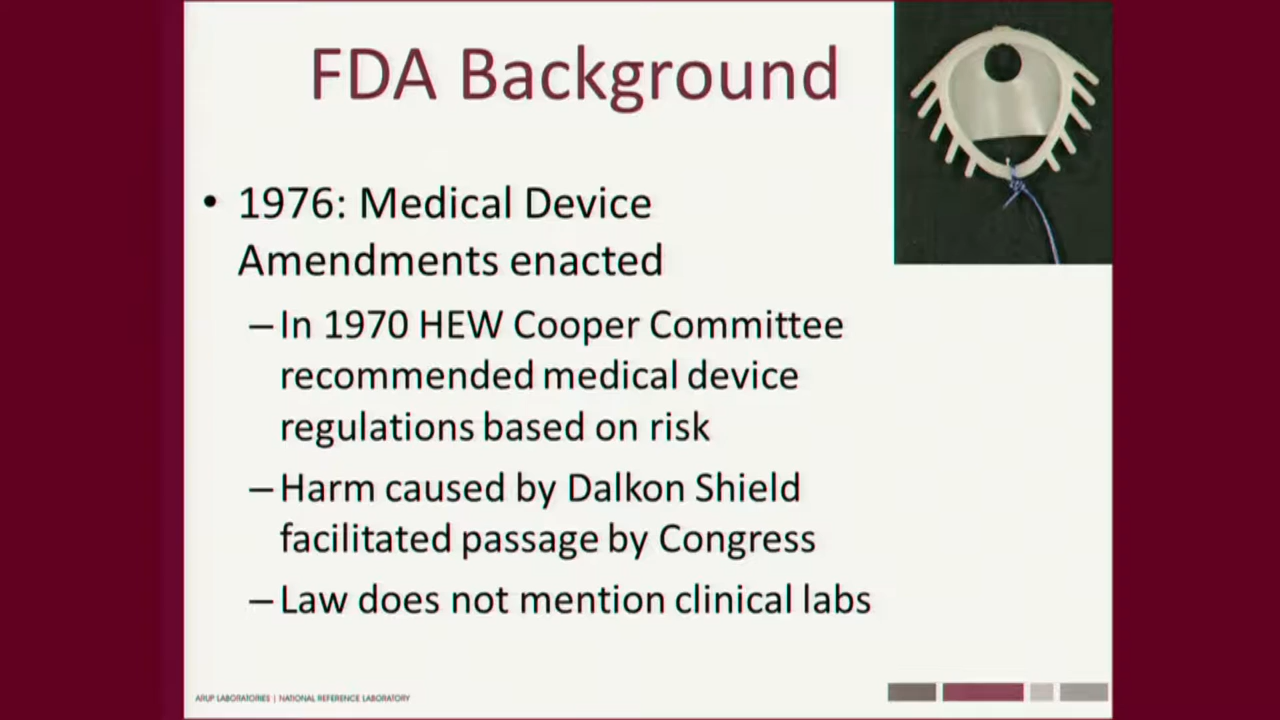 FDA Background
• 1976: Medical Device
Amendments enacted
– In 1970 HEW Cooper Committee
recommended medical device
regulations based on risk
– Harm caused by Dalkon Shield
facilitated passage by Congress
– Law does not mention clinical labs
ARUP LABORATORIES | NATIONAL REFERENCE LABORATORY